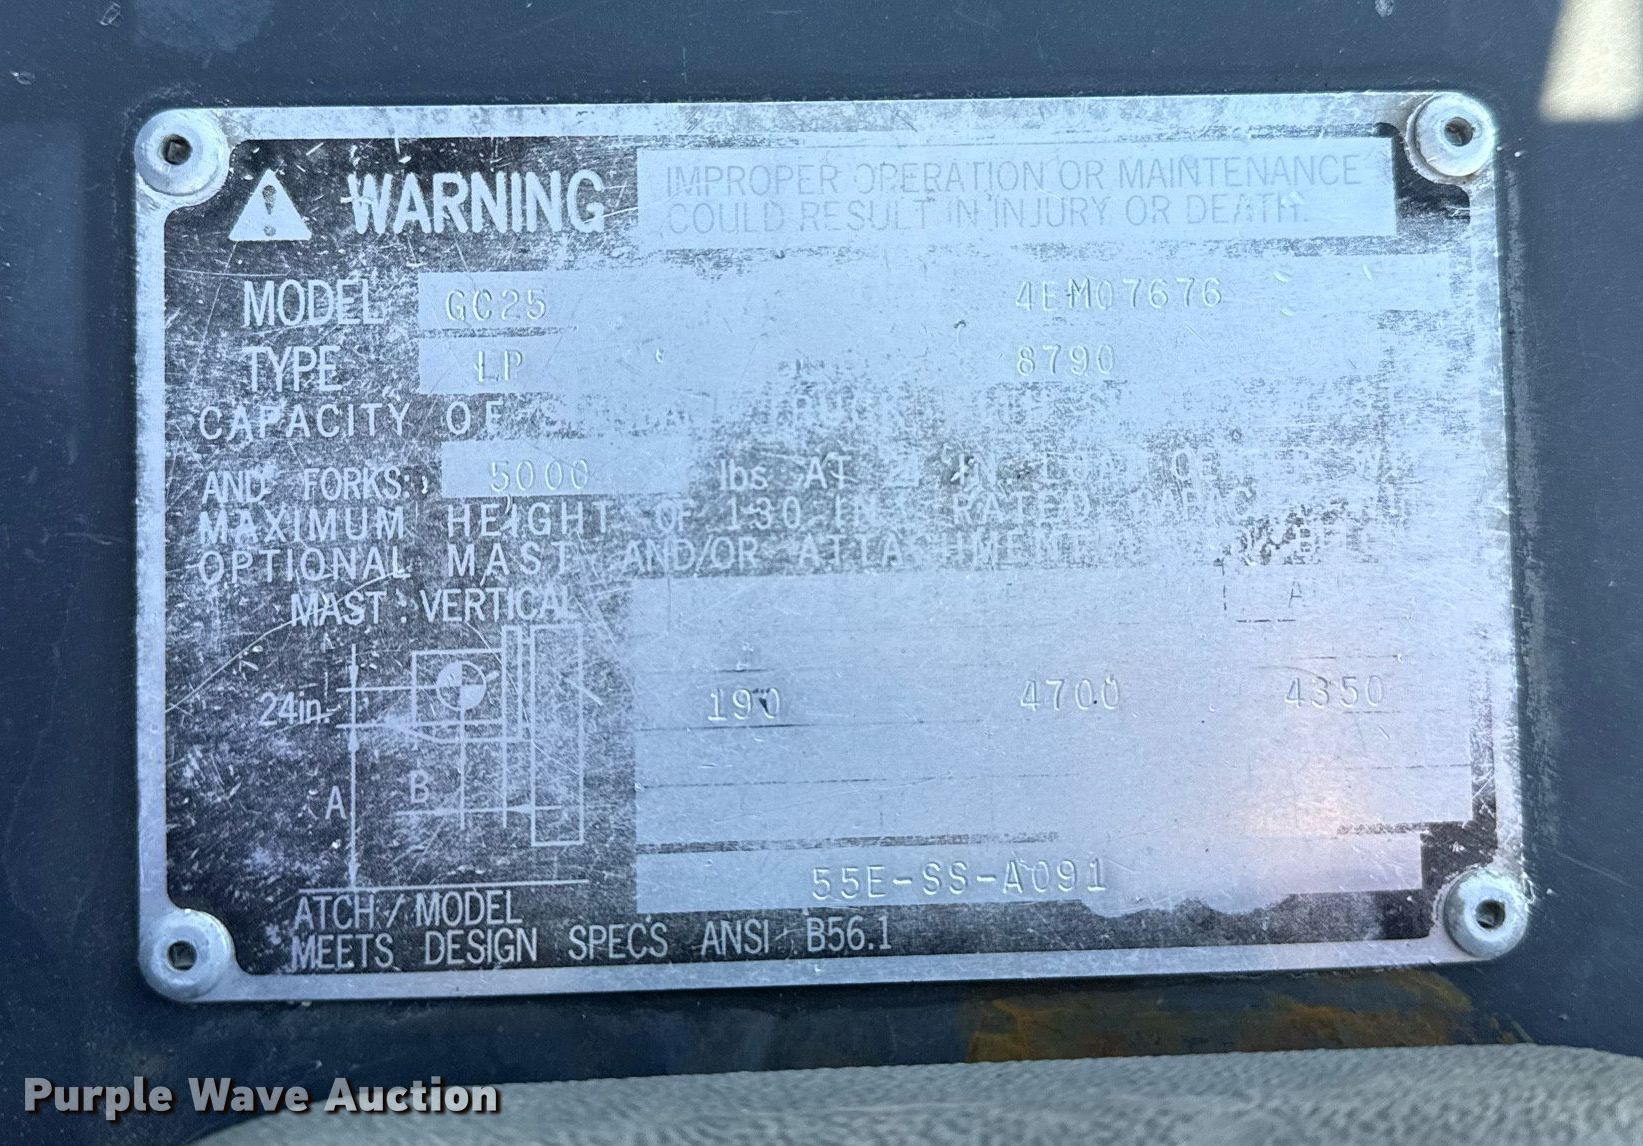 WARNING
IMPROPER OPERATION OR MAINTENANCE
COULD RESULT IN INJURY OR DEATH.
MODEL GC25 4EM07676
TYPE LP 8790
CAPACITY OF TRUCK
AND FORKS: 5000 lbs AT IN
MAXIMUM HEIGHT OF 130 IN RATED
OPTIONAL MAST AND/OR
MAST: VERTICAL A
24in. 190 4700 4350
A B
55E-SS-A091
ATCH/MODEL
MEETS DESIGN SPECS ANSI B56.1
Purple Wave Auction